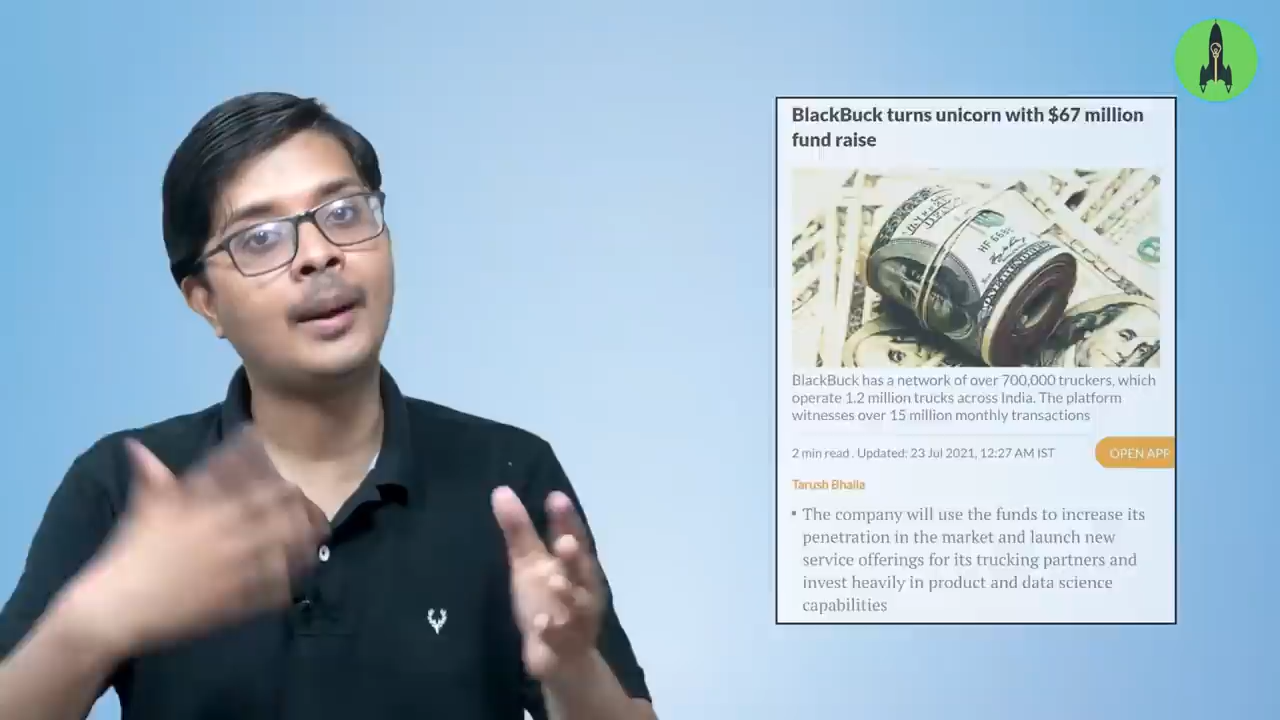 BlackBuck turns unicorn with $67 million
fund raise
HF 669
BlackBuck has a network of over 700,000 truckers, which
operate 1.2 million trucks across India. The platform
witnesses over 15 million monthly transactions
2 min read . Updated: 23 Jul 2021, 12:27 AM IST
OPEN APP
Tarush Bhalla
• The company will use the funds to increase its
penetration in the market and launch new
service offerings for its trucking partners and
invest heavily in product and data science
capabilities